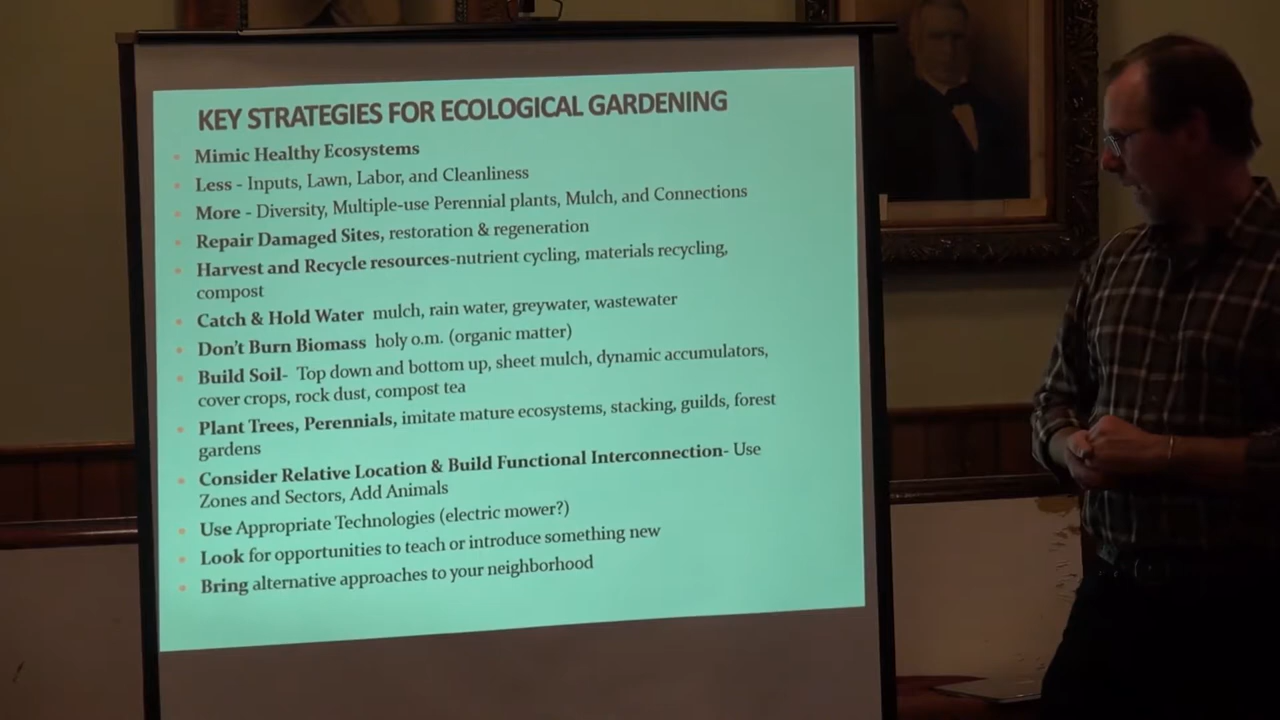 KEY STRATEGIES FOR ECOLOGICAL GARDENING
Mimic Healthy Ecosystems
Less - Inputs, Lawn, Labor, and Cleanliness
More - Diversity, Multiple-use Perennial plants, Mulch, and Connections
Repair Damaged Sites, restoration & regeneration
Harvest and Recycle resources-nutrient cycling, materials recycling,
compost
Catch & Hold Water mulch, rain water, greywater, wastewater
Don't Burn Biomass holy o.m. (organic matter)
Build Soil- Top down and bottom up, sheet mulch, dynamic accumulators,
cover crops, rock dust, compost tea
Plant Trees, Perennials, imitate mature ecosystems, stacking, guilds, forest
gardens
Consider Relative Location & Build Functional Interconnection- Use
Zones and Sectors, Add Animals
Use Appropriate Technologies (electric mower?)
Look for opportunities to teach or introduce something new
Bring alternative approaches to your neighborhood